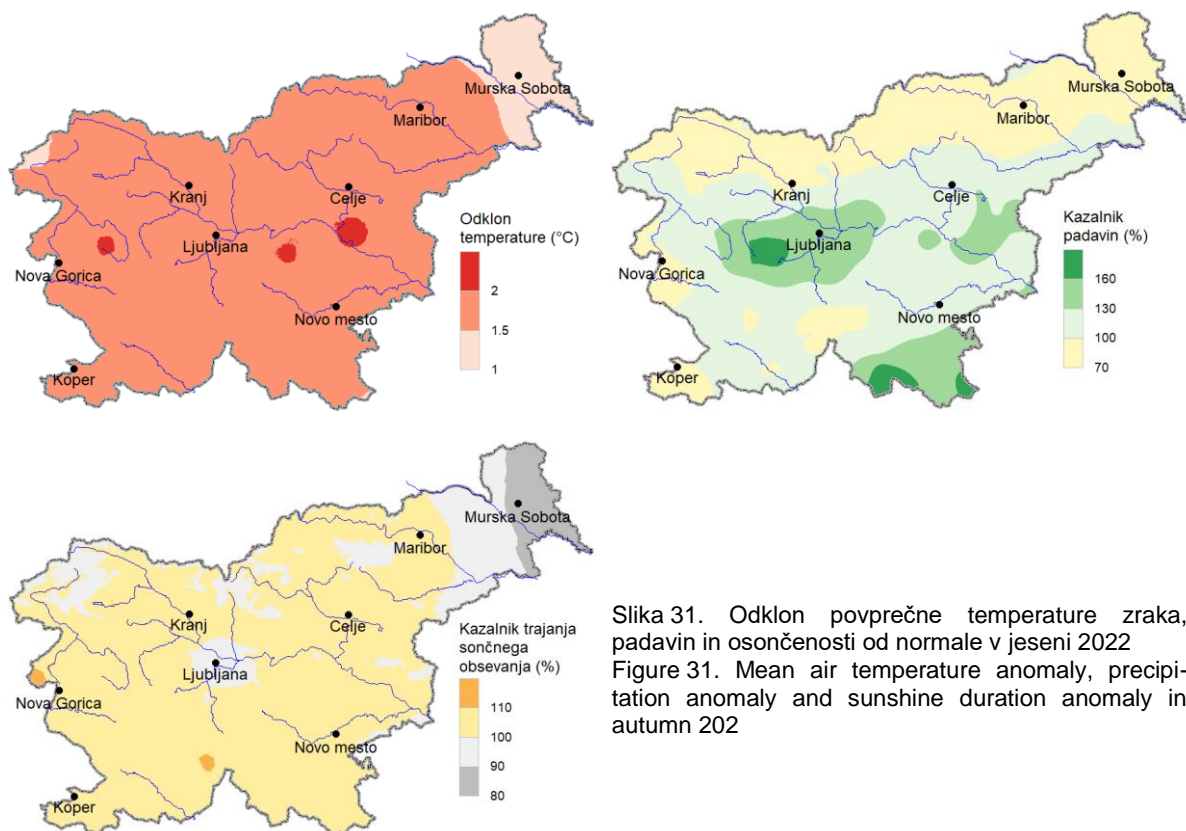 Murska Sobota
Maribor
Kranj
Celje
Ljubljana
Nova Gorica
Novo mesto
Koper
Odklon
temperature (°C)
2
1.5
1
Murska Sobota
Maribor
Kranj
Celje
Ljubljana
Nova Gorica
Novo mesto
Koper
Kazalnik
padavin (%)
160
130
100
70
Murska Sobota
Maribor
Kranj
Celje
Ljubljana
Nova Gorica
Novo mesto
Koper
Kazalnik trajanja
sončnega
obsevanja (%)
110
100
90
80
Slika 31. Odklon povprečne temperature zraka,
padavin in osončenosti od normale v jeseni 2022
Figure 31. Mean air temperature anomaly, precipi-
tation anomaly and sunshine duration anomaly in
autumn 202